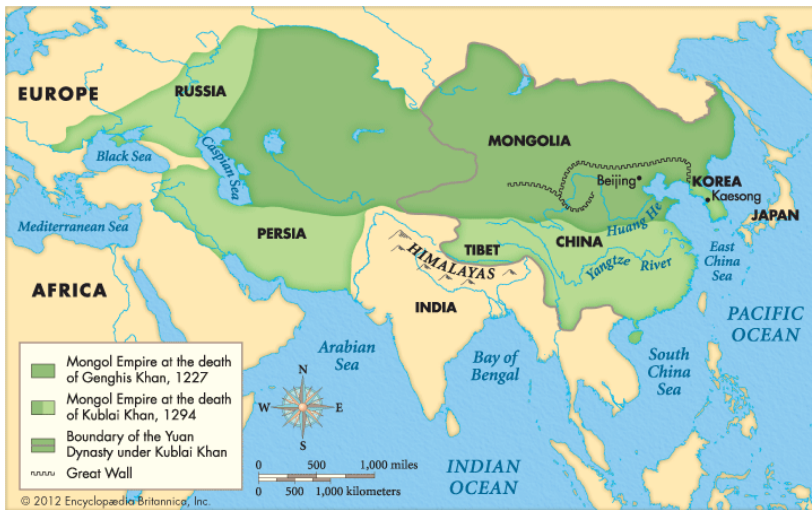 EUROPE
RUSSIA
MONGOLIA
Black Sea
Caspian Sea
Beijing
KOREA
Kaesong
JAPAN
Mediterranean Sea
PERSIA
Huang He
CHINA
TIBET
East
China
Sea
HIMALAYAS
Yangtze River
AFRICA
INDIA
PACIFIC
OCEAN
Arabian
Sea
Bay of
Bengal
South
China
Sea
INDIAN
OCEAN
Mongol Empire at the death
of Genghis Khan, 1227
Mongol Empire at the death
of Kublai Khan, 1294
Boundary of the Yuan
Dynasty under Kublai Khan
Great Wall
N
W E
S
0 500 1,000 miles
0 500 1,000 kilometers
© 2012 Encyclopædia Britannica, Inc.